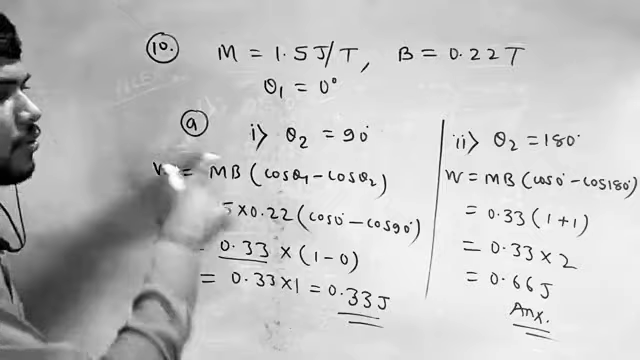 10. M = 1.5 J/T, B = 0.22 T
θ₁ = 0°
a
i> θ₂ = 90°
= MB (cosθ₁ - cosθ₂)
5 × 0.22 (cos0° - cos90°)
= 0.33 × (1 - 0)
= 0.33 × 1 = 0.33 J
ii> θ₂ = 180°
W = MB (cos0° - cos180°)
= 0.33 (1 + 1)
= 0.33 × 2
= 0.66 J
Anx.